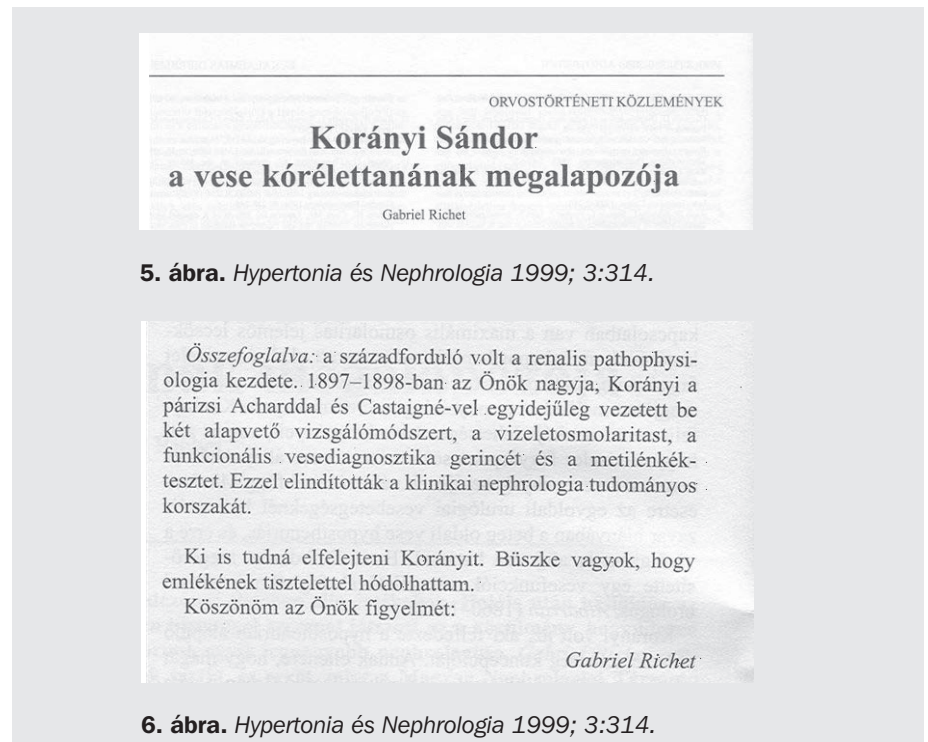 ORVOSTÖRTÉNETI KÖZLEMÉNYEK
Korányi Sándor
a vese kórélettanának megalapozója
Gabriel Richet
5. ábra. Hypertonia és Nephrologia 1999; 3:314.
Összefoglalva: a századforduló volt a renalis pathophysi-
ologia kezdete. 1897–1898-ban az Önök nagyja, Korányi a
párizsi Acharddal és Castaigné-vel egyidejűleg vezetett be
két alapvető vizsgálómódszert, a vizeletosmolaritast, a
funkcionális vesediagnosztika gerincét és a metilénkék-
tesztet. Ezzel elindították a klinikai nephrologia tudományos
korszakát.
Ki is tudná elfelejteni Korányit. Büszke vagyok, hogy
emlékének tisztelettel hódolhattam.
Köszönöm az Önök figyelmét:
Gabriel Richet
6. ábra. Hypertonia és Nephrologia 1999; 3:314.